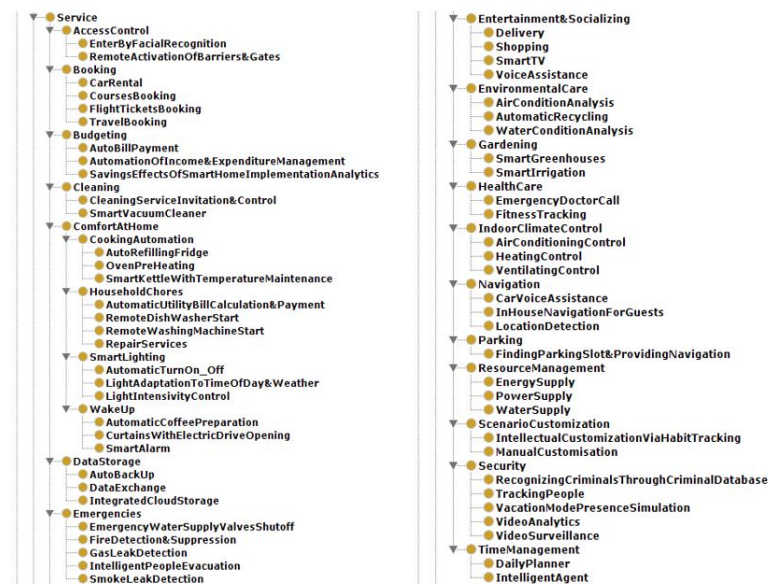 Service
AccessControl
EnterByFacialRecognition
RemoteActivationOfBarriers&Gates
Booking
CarRental
CoursesBooking
FlightTicketsBooking
TravelBooking
Budgeting
AutoBillPayment
AutomationOfIncome&ExpenditureManagement
SavingsEffectsOfSmartHomeImplementationAnalytics
Cleaning
CleaningServiceInvitation&Control
SmartVacuumCleaner
ComfortAtHome
CookingAutomation
AutoRefillingFridge
OvenPreHeating
SmartKettleWithTemperatureMaintenance
HouseholdChores
AutomaticUtilityBillCalculation&Payment
RemoteDishWasherStart
RemoteWashingMachineStart
RepairServices
SmartLighting
AutomaticTurnOn_Off
LightAdaptationToTimeOfDay&Weather
LightIntensivityControl
WakeUp
AutomaticCoffeePreparation
CurtainsWithElectricDriveOpening
SmartAlarm
DataStorage
AutoBackUp
DataExchange
IntegratedCloudStorage
Emergencies
EmergencyWaterSupplyValvesShutoff
FireDetection&Suppression
GasLeakDetection
IntelligentPeopleEvacuation
SmokeLeakDetection
Entertainment&Socializing
Delivery
Shopping
SmartTV
VoiceAssistance
EnvironmentalCare
AirConditionAnalysis
AutomaticRecycling
WaterConditionAnalysis
Gardening
SmartGreenhouses
SmartIrrigation
HealthCare
EmergencyDoctorCall
FitnessTracking
IndoorClimateControl
AirConditioningControl
HeatingControl
VentilatingControl
Navigation
CarVoiceAssistance
InHouseNavigationForGuests
LocationDetection
Parking
FindingParkingSlot&ProvidingNavigation
ResourceManagement
EnergySupply
PowerSupply
WaterSupply
ScenarioCustomization
IntellectualCustomizationViaHabitTracking
ManualCustomisation
Security
RecognizingCriminalsThroughCriminalDatabase
TrackingPeople
VacationModePresenceSimulation
VideoAnalytics
VideoSurveillance
TimeManagement
DailyPlanner
IntelligentAgent